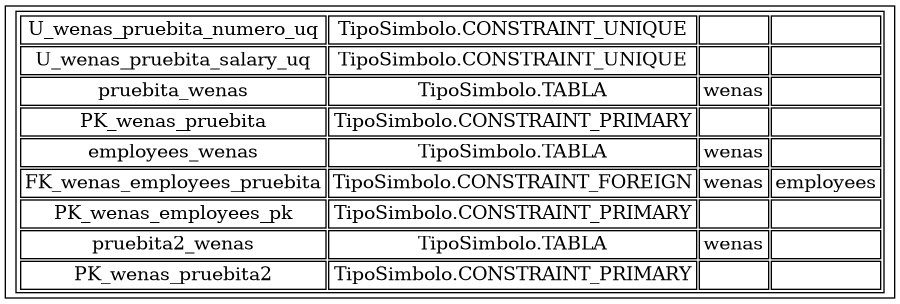 U_wenas_pruebita_numero_uq TipoSimbolo.CONSTRAINT_UNIQUE
U_wenas_pruebita_salary_uq TipoSimbolo.CONSTRAINT_UNIQUE
pruebita_wenas TipoSimbolo.TABLA wenas
PK_wenas_pruebita TipoSimbolo.CONSTRAINT_PRIMARY
employees_wenas TipoSimbolo.TABLA wenas
FK_wenas_employees_pruebita TipoSimbolo.CONSTRAINT_FOREIGN wenas employees
PK_wenas_employees_pk TipoSimbolo.CONSTRAINT_PRIMARY
pruebita2_wenas TipoSimbolo.TABLA wenas
PK_wenas_pruebita2 TipoSimbolo.CONSTRAINT_PRIMARY